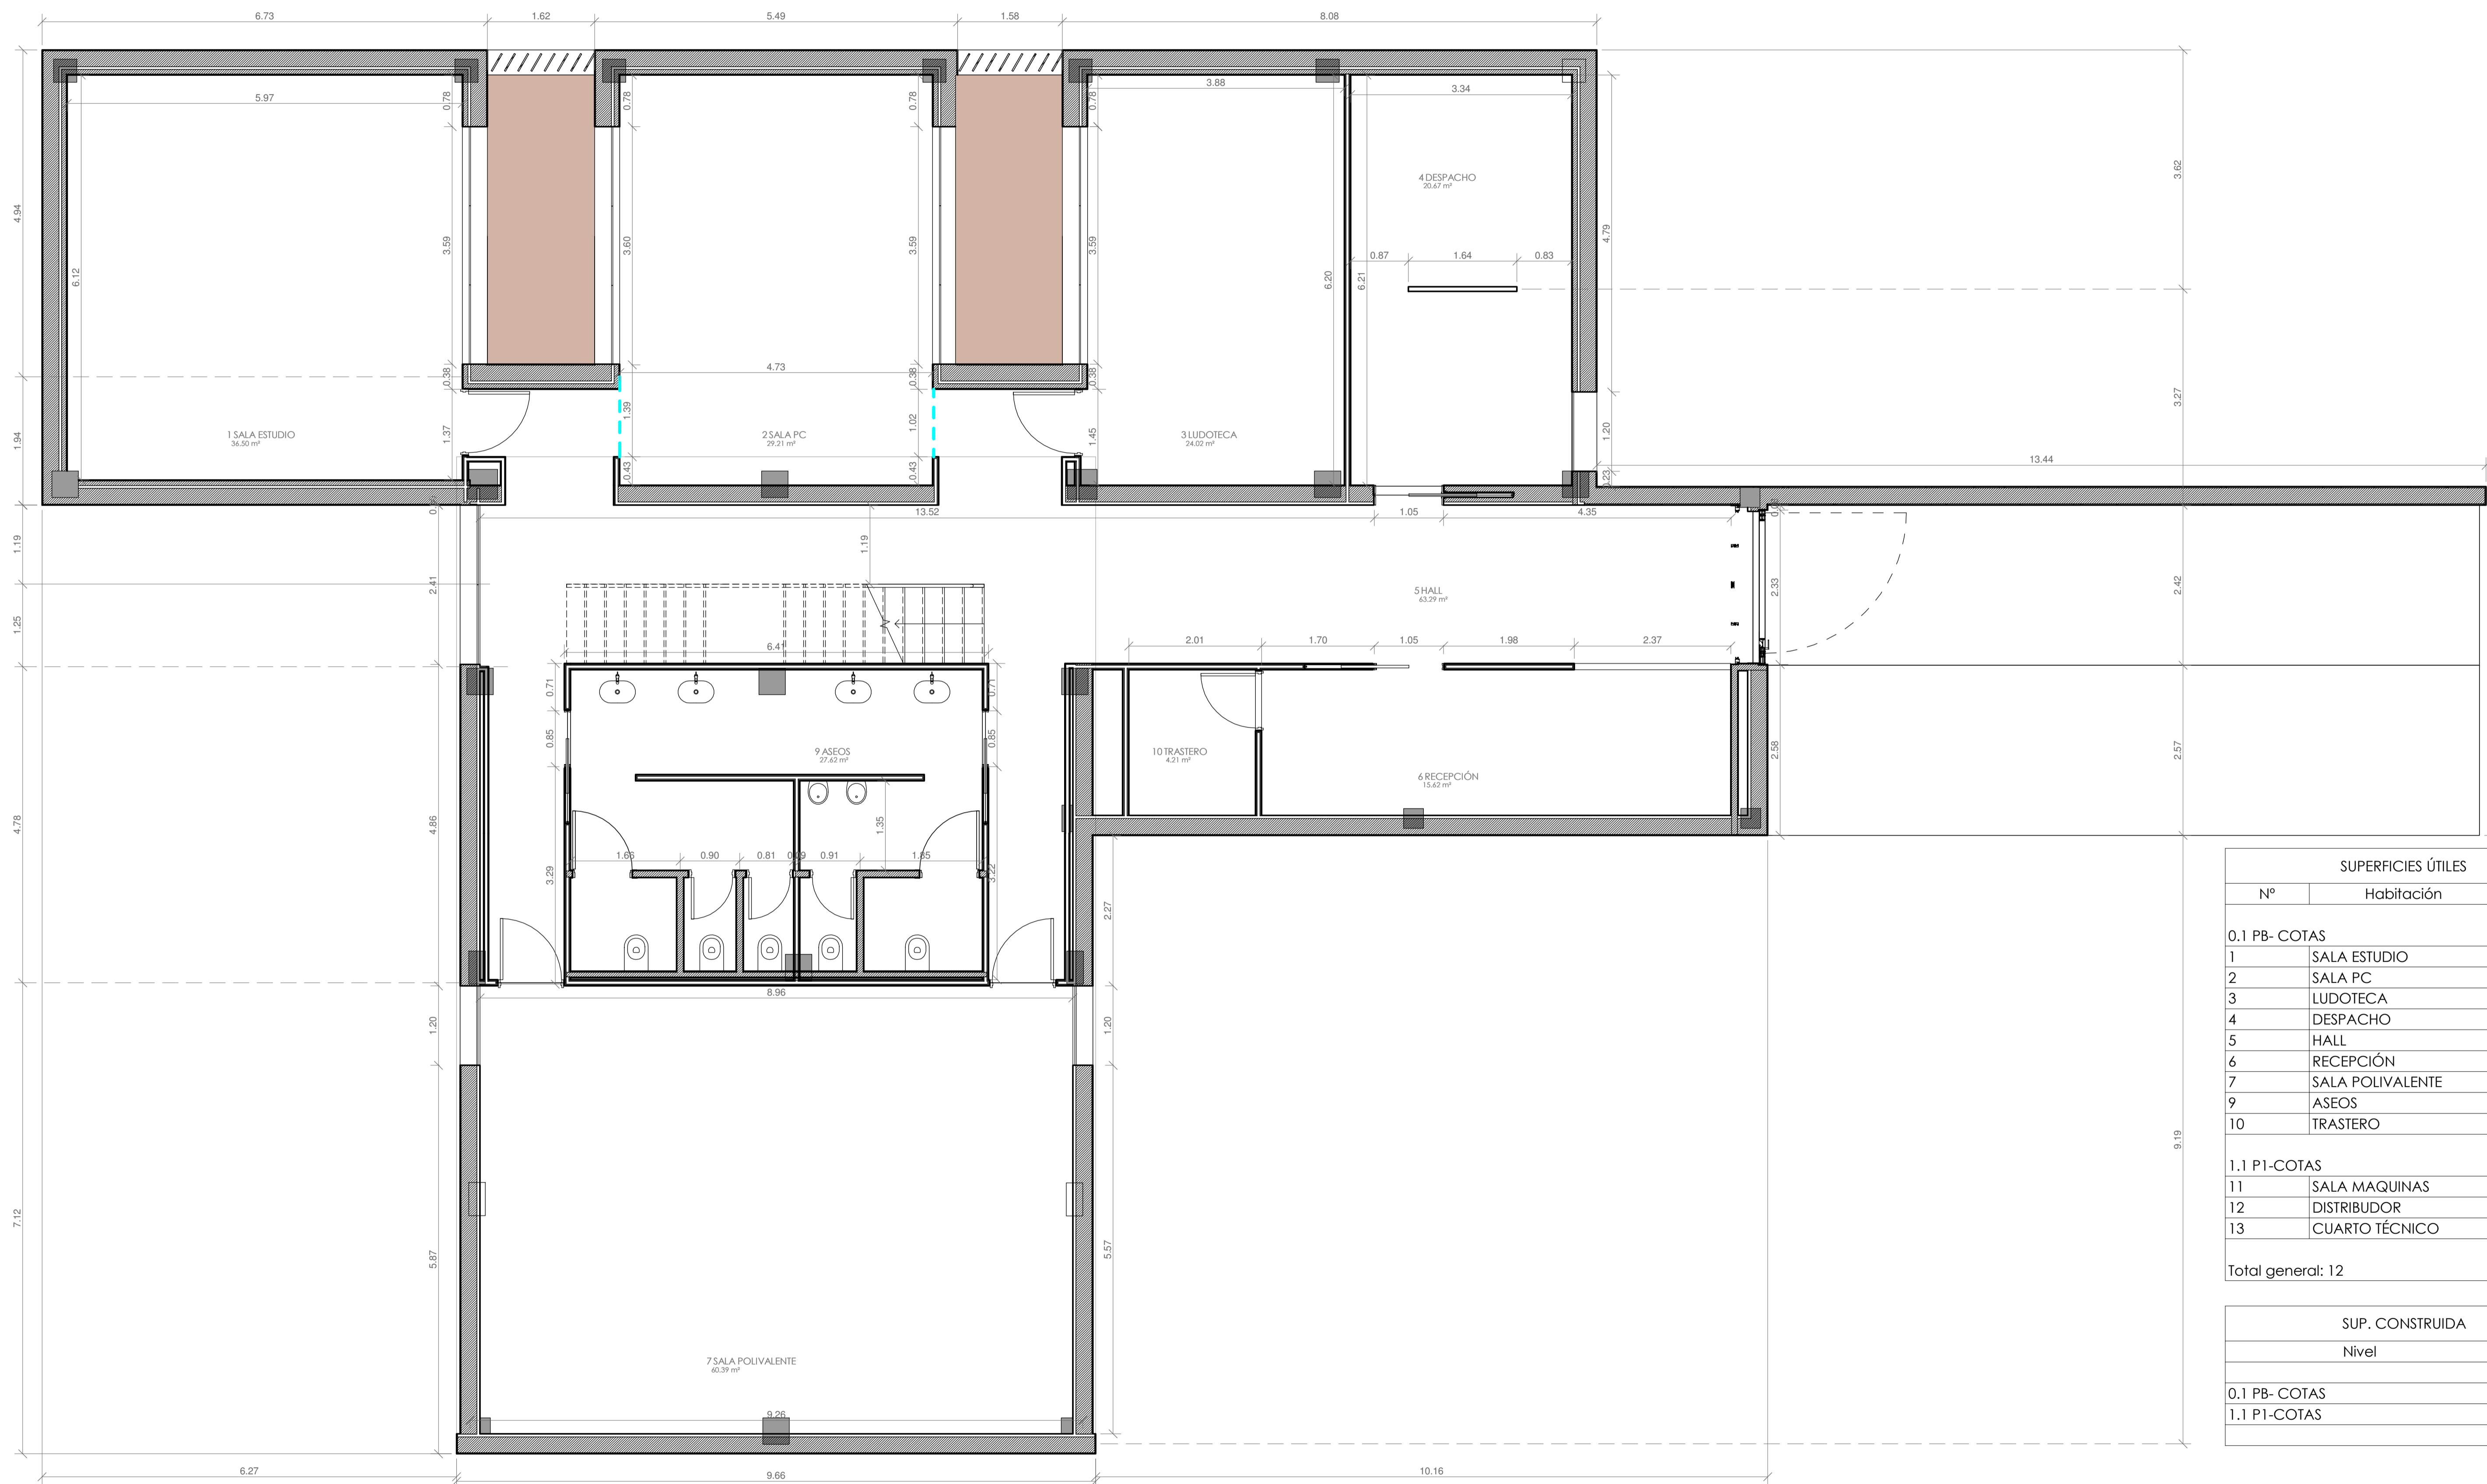 6.73 1.62 5.49 1.58 8.08
5.97 3.88 3.34
0.78 0.78 0.78 0.78
4 DESPACHO
20.67 m²
3.62
4.94
3.59 3.60 3.59 3.59 4.79
0.87 1.64 0.83
6.12 6.20 6.21
0.38 4.73 0.38 0.38
3.27
1.39 1.02
1 SALA ESTUDIO
36.50 m²
2 SALA PC
29.21 m²
3 LUDOTECA
24.02 m²
1.94 1.37 1.45 1.20
13.44
0.43 0.43 0.23
13.52 1.05 4.35
1.19 1.19
2.41 2.33 2.42
5 HALL
63.29 m²
1.25
2.01 1.70 1.05 1.98 2.37
6.41
0.71 0.71
0.85 0.85
9 ASEOS
27.62 m²
10 TRASTERO
4.21 m²
6 RECEPCIÓN
15.62 m²
2.58 2.57
4.78 4.86 1.35
1.66 0.90 0.81 0.91 1.85
3.29 3.22
2.27
8.96
1.20 1.20
9.19
7.12 5.87 5.57
7 SALA POLIVALENTE
60.39 m²
9.26
6.27 9.66 10.16
SUPERFICIES ÚTILES
Nº Habitación
0.1 PB- COTAS
1 SALA ESTUDIO
2 SALA PC
3 LUDOTECA
4 DESPACHO
5 HALL
6 RECEPCIÓN
7 SALA POLIVALENTE
9 ASEOS
10 TRASTERO
1.1 P1-COTAS
11 SALA MAQUINAS
12 DISTRIBUDOR
13 CUARTO TÉCNICO
Total general: 12
SUP. CONSTRUIDA
Nivel
0.1 PB- COTAS
1.1 P1-COTAS